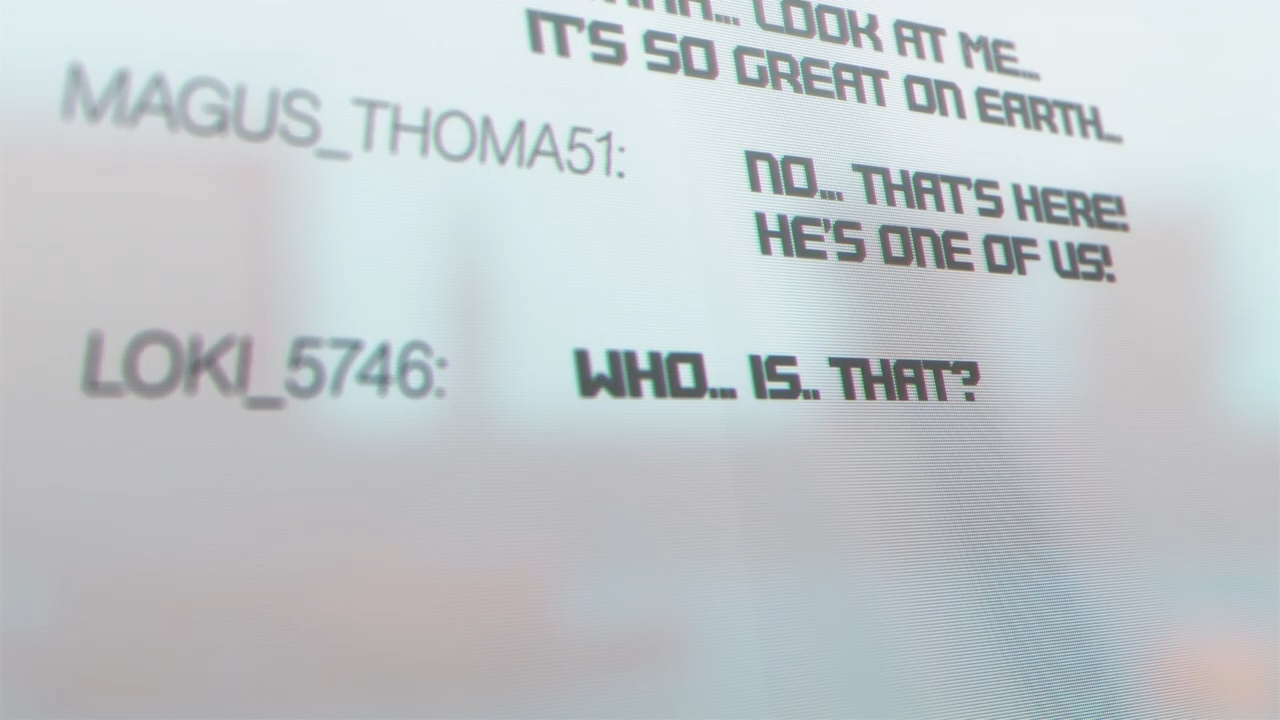 LOOK AT ME...
IT'S SO GREAT ON EARTH...
MAGUS_THOMA51:
NO... THAT'S HERE!
HE'S ONE OF US!
LOKI_5746:
WHO... IS.. THAT?